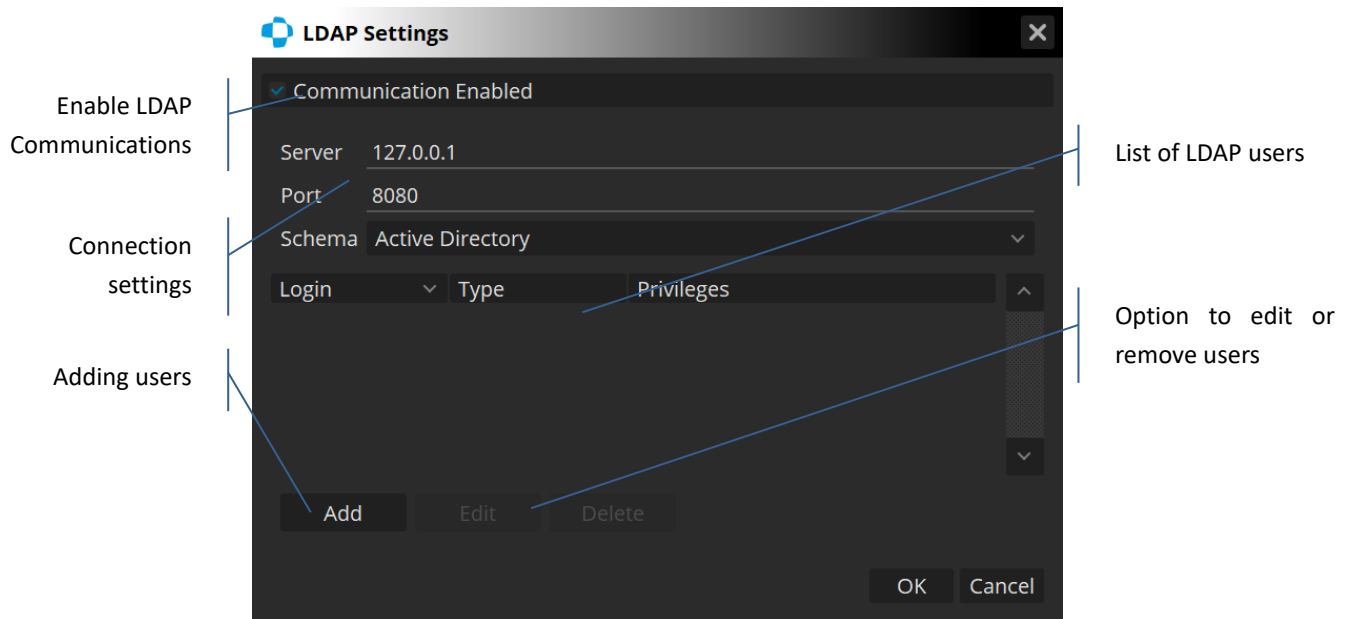 LDAP Settings
Communication Enabled
Enable LDAP
Communications
Server 127.0.0.1
List of LDAP users
Port 8080
Connection
settings
Schema Active Directory
Login Type Privileges
Option to edit or
remove users
Adding users
Add Edit Delete
OK Cancel